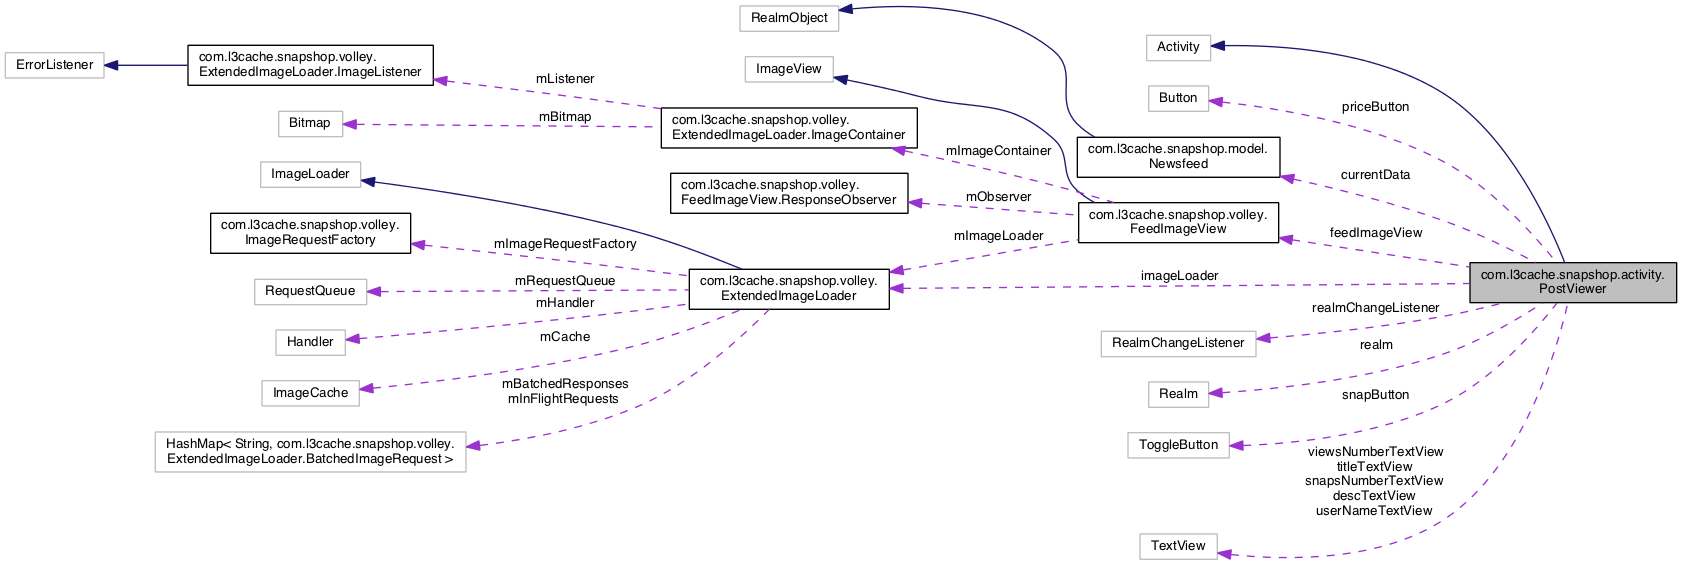 RealmObject
Activity
ErrorListener
com.l3cache.snapshop.volley.
ExtendedImageLoader.ImageListener
mListener
ImageView
Button
priceButton
Bitmap
mBitmap
com.l3cache.snapshop.volley.
ExtendedImageLoader.ImageContainer
mImageContainer
com.l3cache.snapshop.model.
Newsfeed
currentData
ImageLoader
com.l3cache.snapshop.volley.
FeedImageView.ResponseObserver
mObserver
com.l3cache.snapshop.volley.
FeedImageView
feedImageView
com.l3cache.snapshop.volley.
ImageRequestFactory
mImageRequestFactory
mImageLoader
RequestQueue
mRequestQueue
com.l3cache.snapshop.volley.
ExtendedImageLoader
imageLoader
com.l3cache.snapshop.activity.
PostViewer
mHandler
Handler
realmChangeListener
RealmChangeListener
mCache
realm
ImageCache
Realm
mBatchedResponses
mInFlightRequests
snapButton
HashMap< String, com.l3cache.snapshop.volley.
ExtendedImageLoader.BatchedImageRequest >
ToggleButton
viewsNumberTextView
titleTextView
snapsNumberTextView
descTextView
userNameTextView
TextView